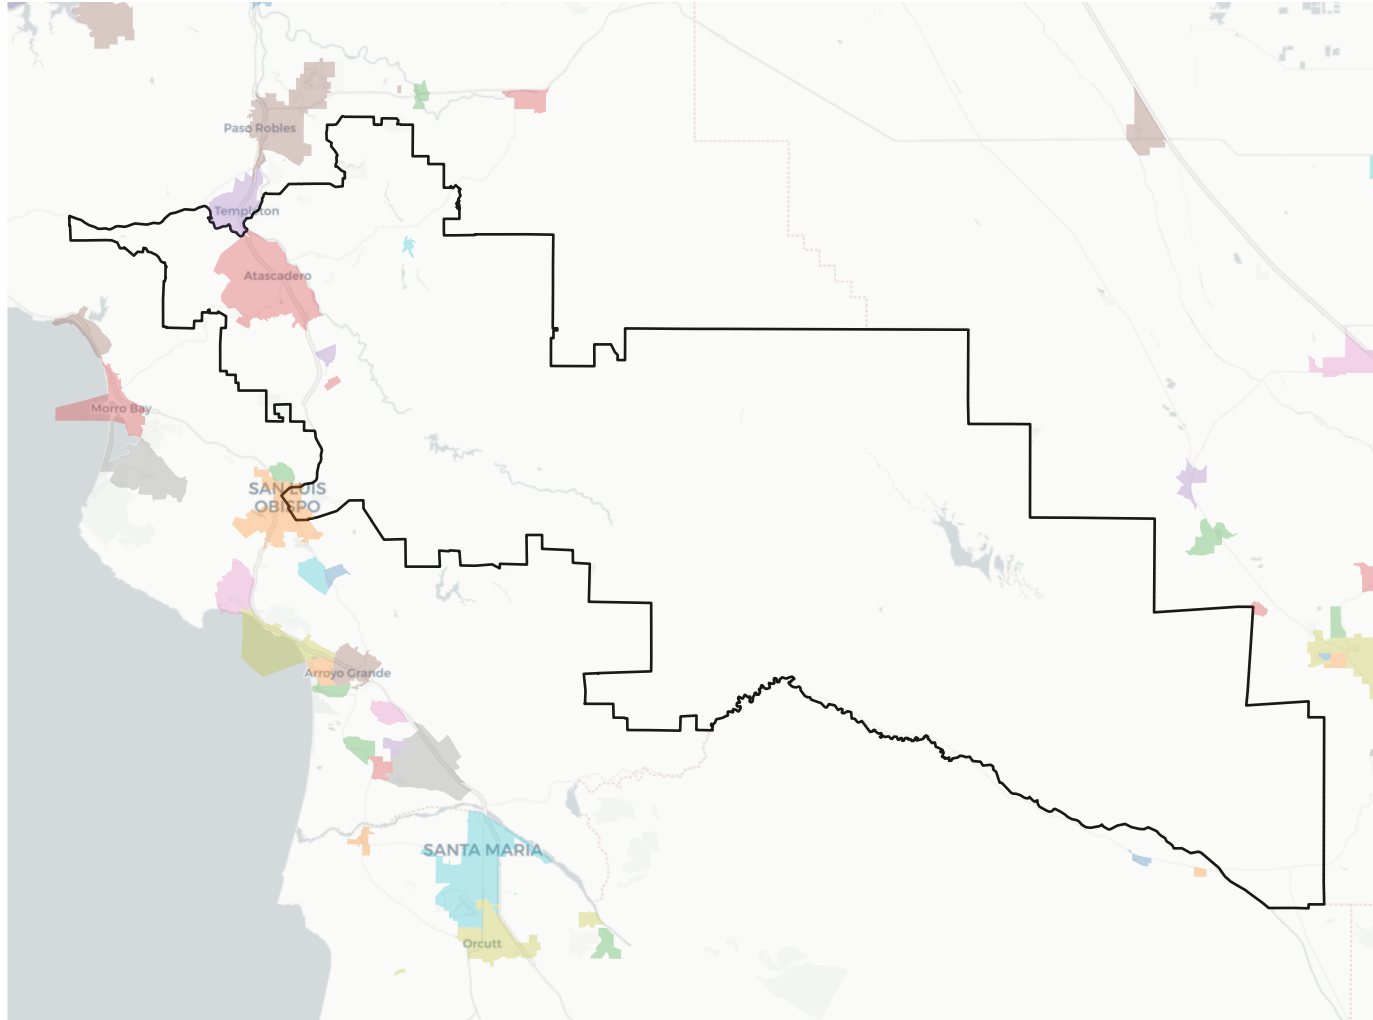 Paso Robles
Templeton
Atascadero
Morro Bay
SAN LUIS
OBISPO
Arroyo Grande
SANTA MARIA
Orcutt